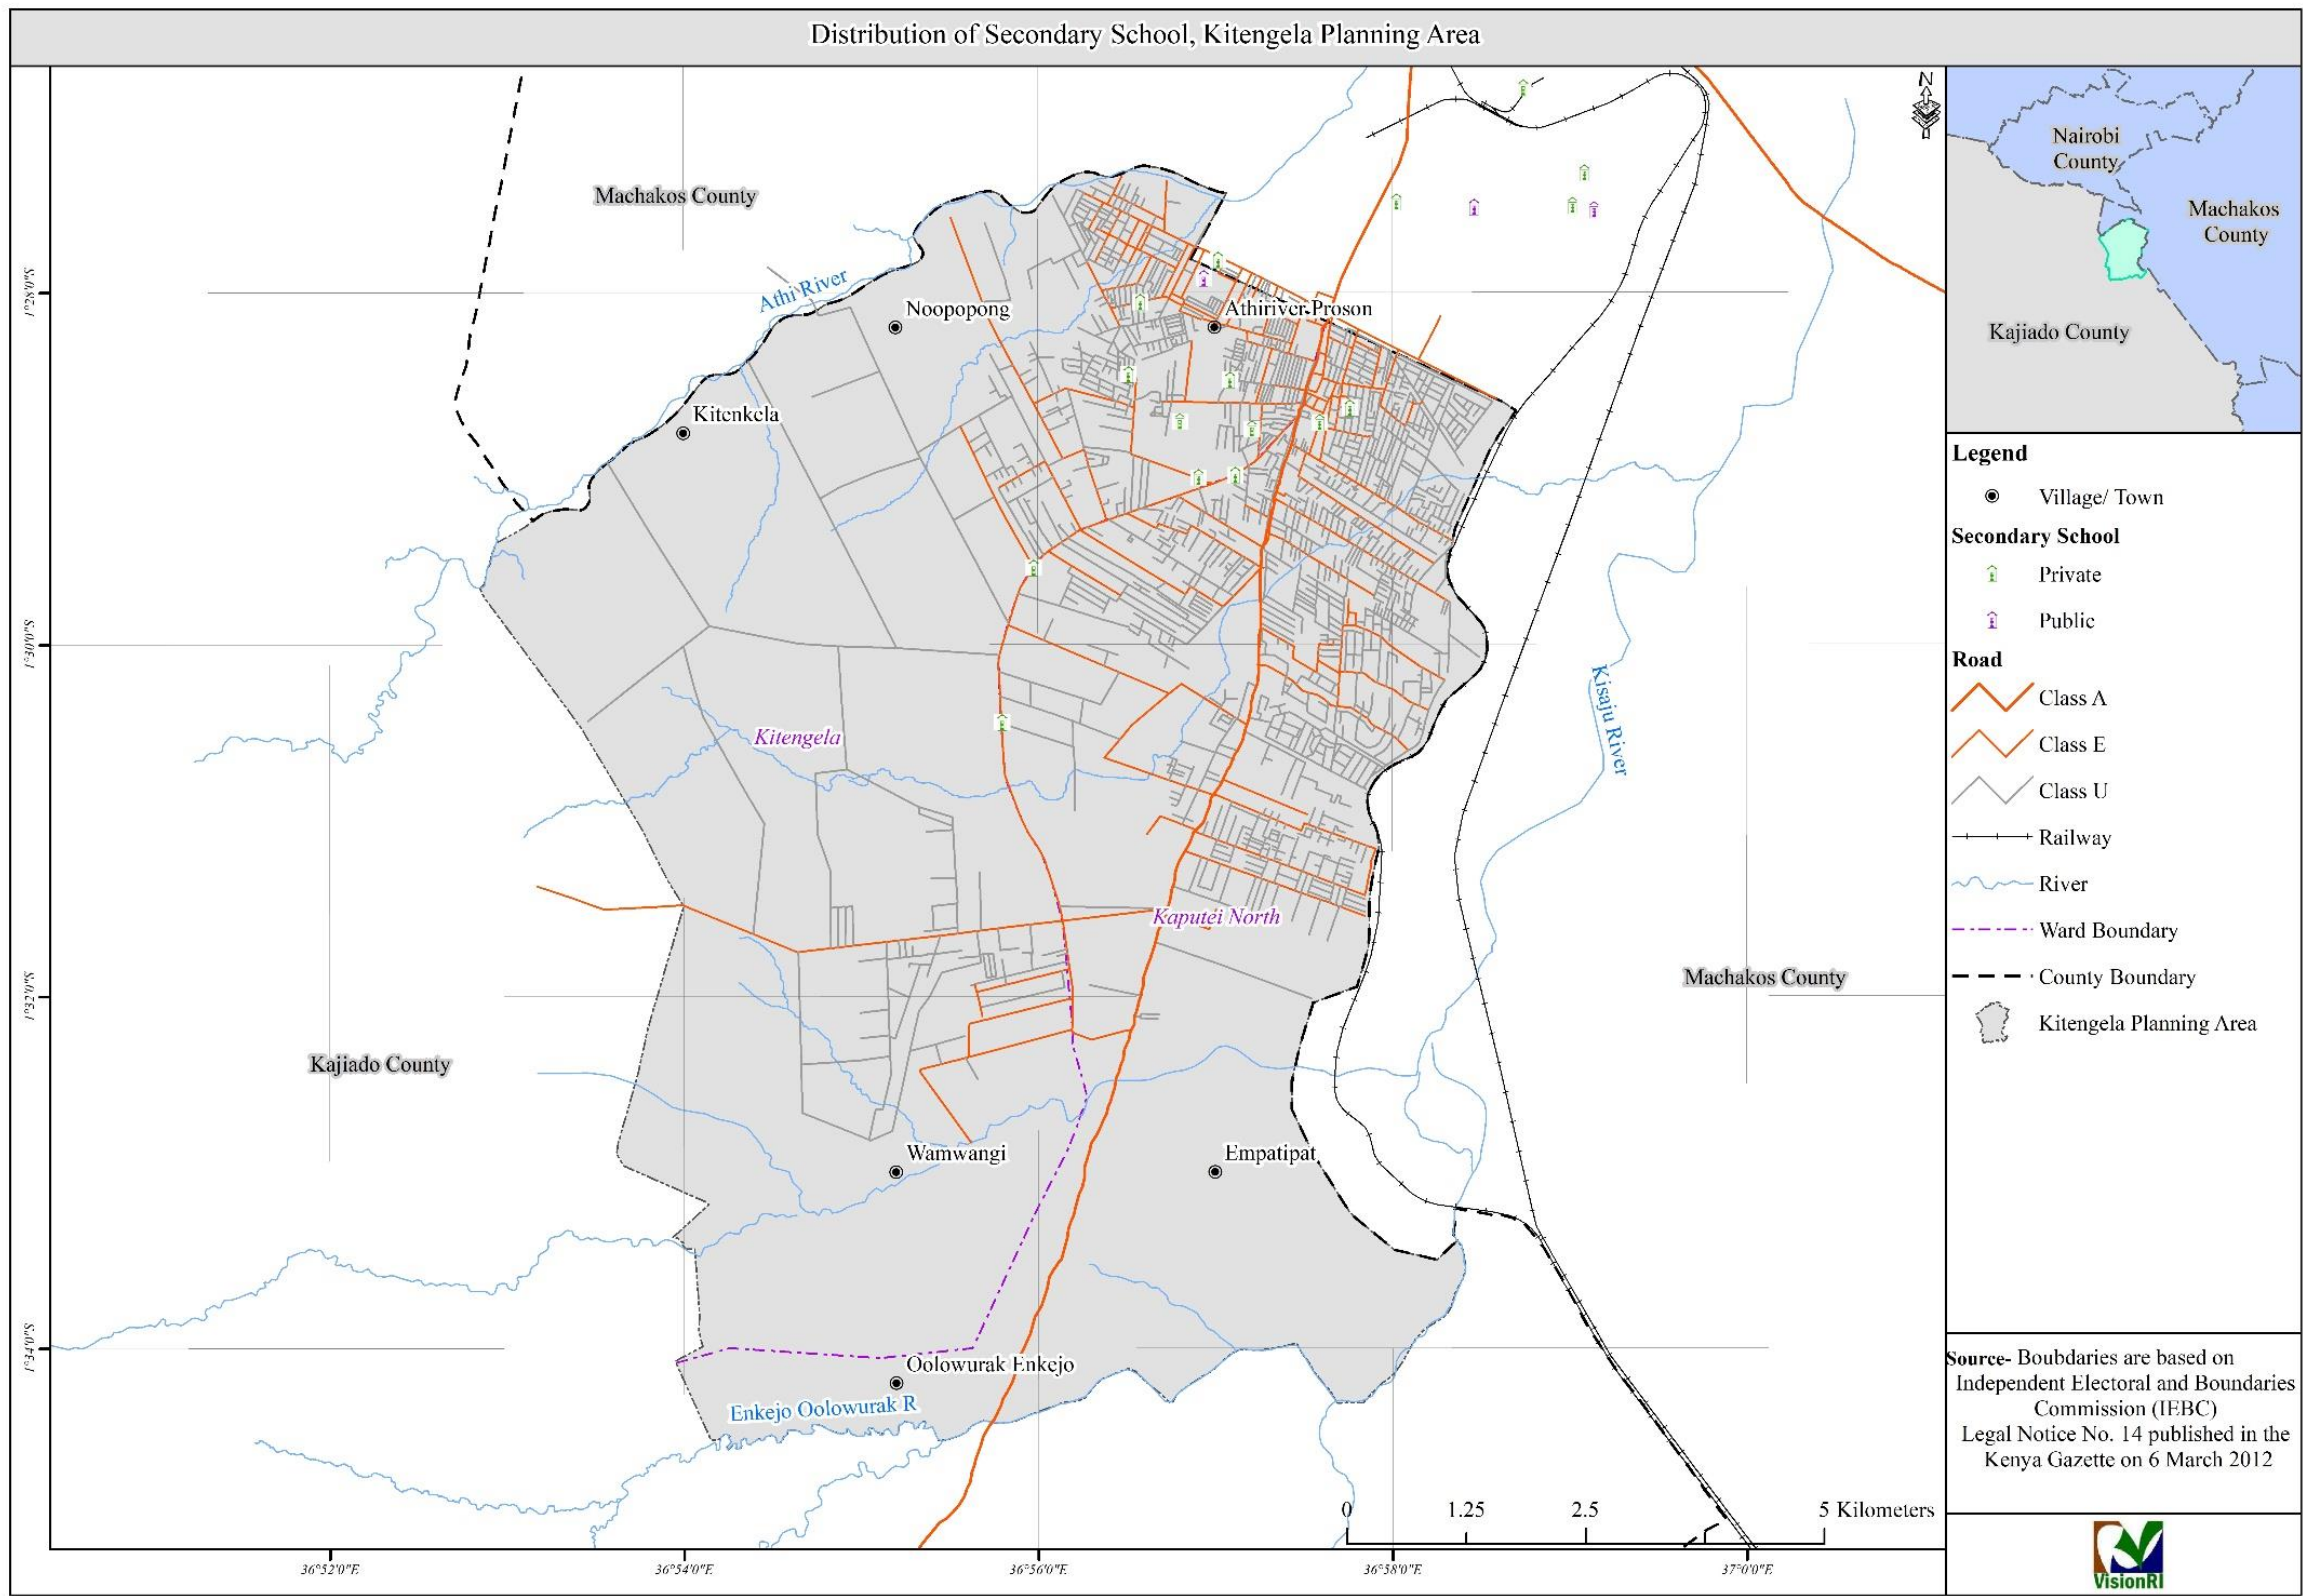 Distribution of Secondary School, Kitengela Planning Area
N
Machakos County
Athi River
Noopopong
Athiriver-Proson
Kitenkela
Kitengela
Kisaju River
Kaputei North
Machakos County
Kajiado County
Wamwangi
Empatipat
Oolowurak Enkejo
Enkejo Oolowurak R
0 1.25 2.5 5 Kilometers
1°28'0"S
1°30'0"S
1°32'0"S
1°34'0"S
36°52'0"E
36°54'0"E
36°56'0"E
36°58'0"E
37°0'0"E
Nairobi
County
Machakos
County
Kajiado County
Legend
Village/ Town
Secondary School
Private
Public
Road
Class A
Class E
Class U
Railway
River
Ward Boundary
County Boundary
Kitengela Planning Area
Source- Boubdaries are based on
Independent Electoral and Boundaries
Commission (IEBC)
Legal Notice No. 14 published in the
Kenya Gazette on 6 March 2012
VisionRI